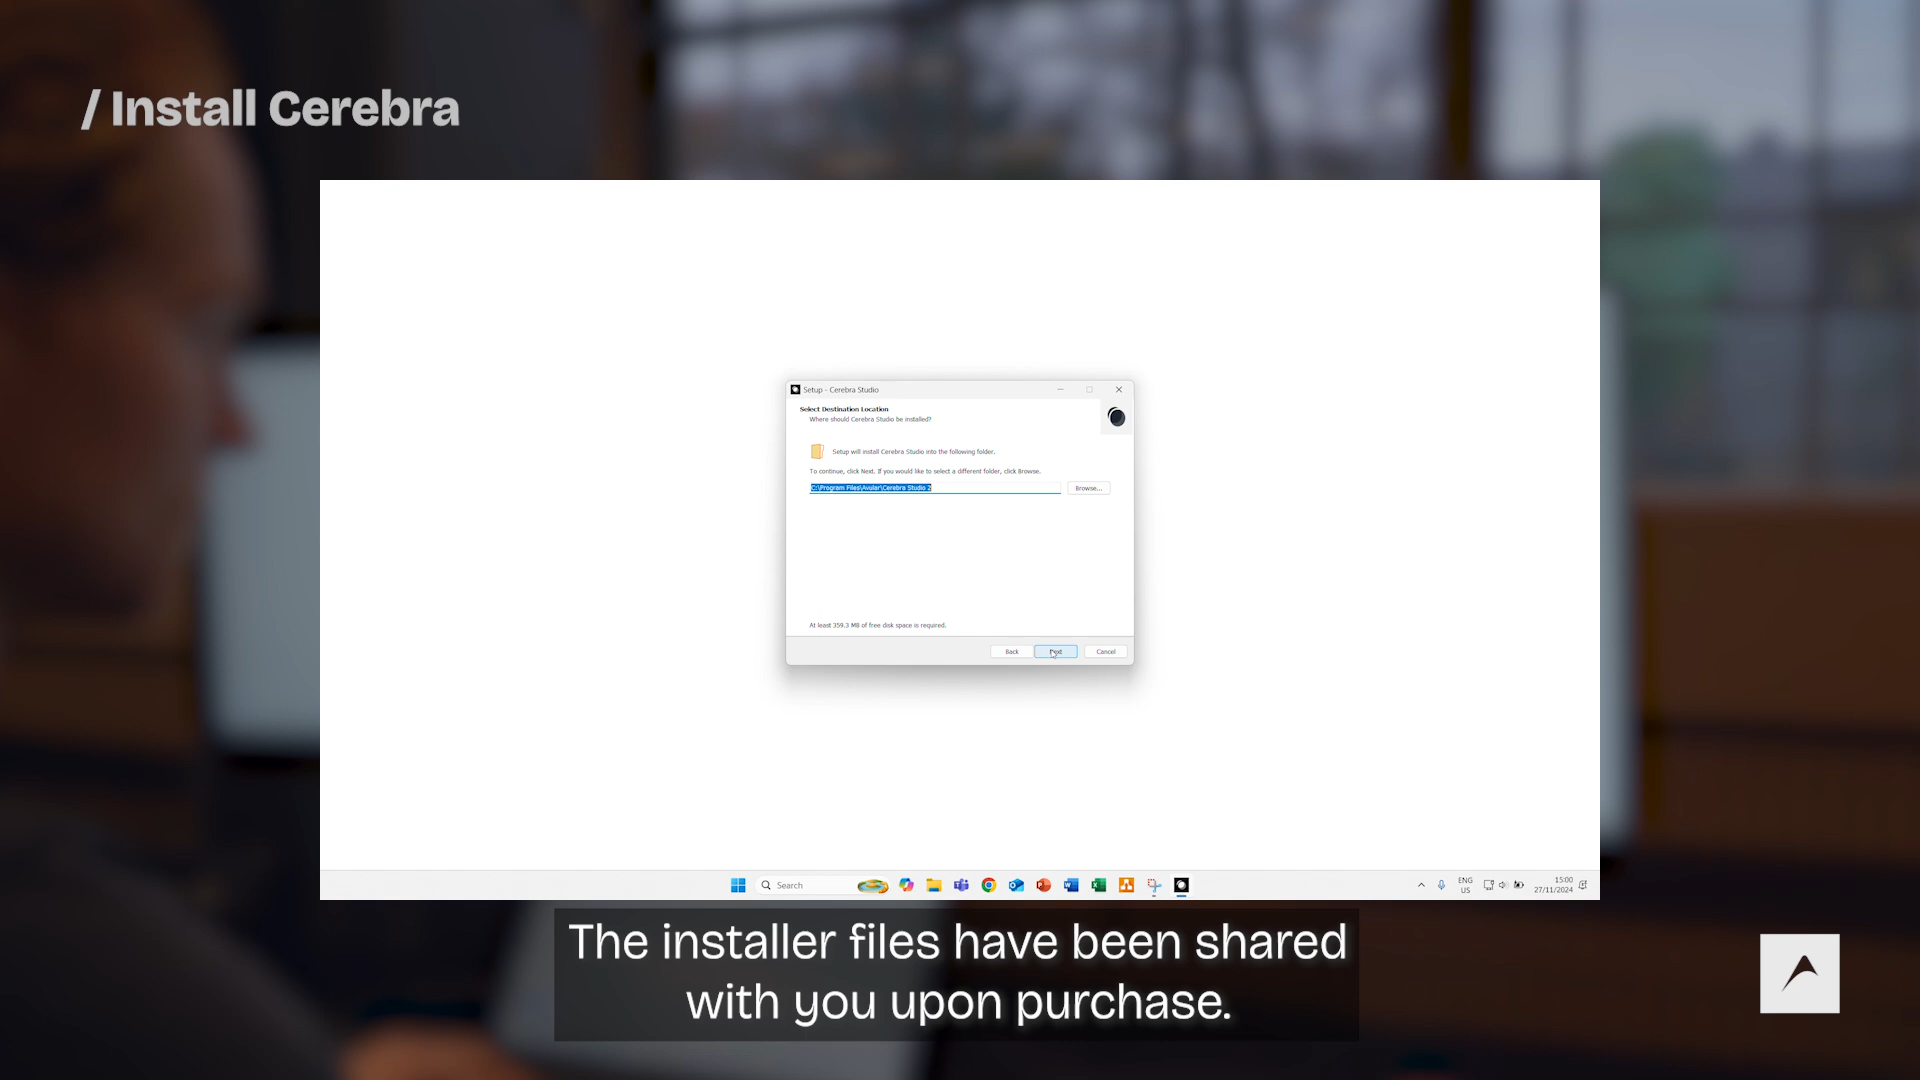 / Install Cerebra
Setup - Cerebra Studio
Select Destination Location
Where should Cerebra Studio be installed?
Setup will install Cerebra Studio into the following folder.
To continue, click Next. If you would like to select a different folder, click Browse.
C:\Program Files\Avular\Cerebra Studio 2
Browse...
At least 359.3 MB of free disk space is required.
Back
Next
Cancel
Search
ENG
US
15:00
27/11/2024
The installer files have been shared
with you upon purchase.